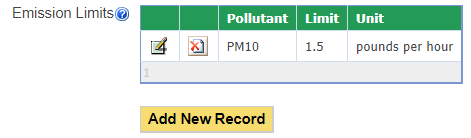 Emission Limits
Pollutant Limit Unit
PM10 1.5 pounds per hour
1
Add New Record